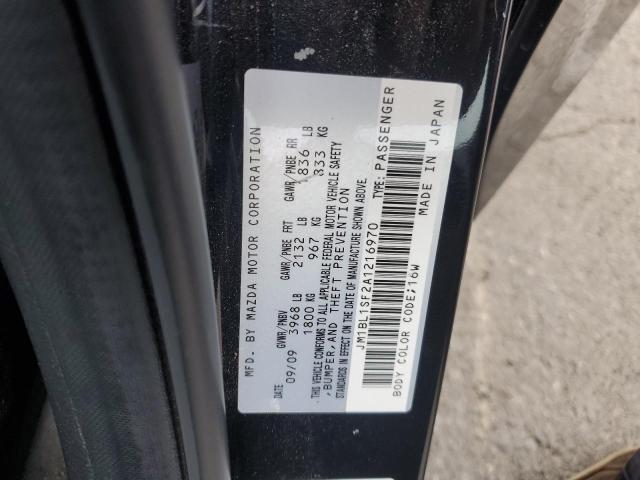 MFD. BY MAZDA MOTOR CORPORATION
DATE GVWR/PNBV GAWR/PNBE FRT GAWR/PNBE RR
09/09 3968 LB 2132 LB 1836 LB
1800 KG 967 KG 833 KG
THIS VEHICLE CONFORMS TO ALL APPLICABLE FEDERAL MOTOR VEHICLE SAFETY
, BUMPER, AND THEFT PREVENTION
STANDARDS IN EFFECT ON THE DATE OF MANUFACTURE SHOWN ABOVE.
JM1BL1SF2A1216970 TYPE: PASSENGER
BODY COLOR CODE;16W MADE IN JAPAN